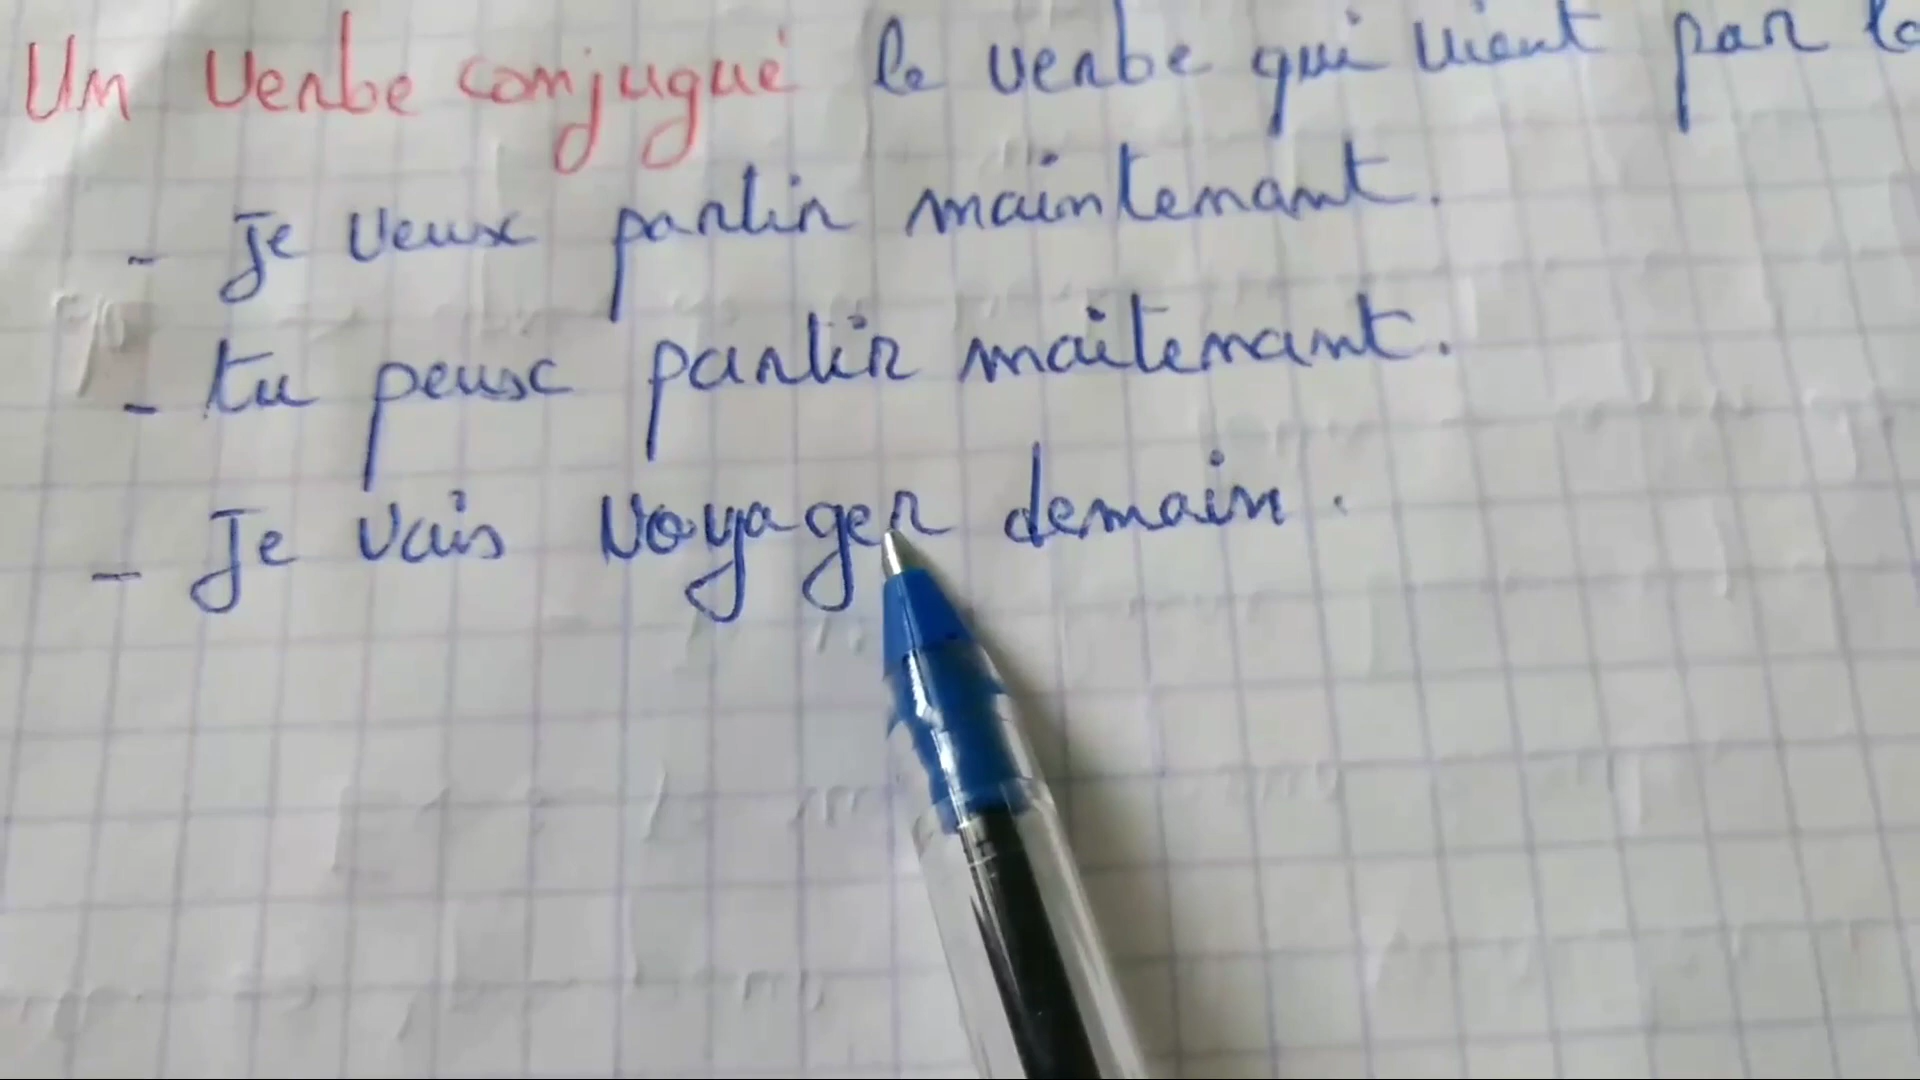 Un verbe conjugué le verbe qui vient par la
- Je veux partir maintenant.
- tu peux partir maitenant.
- Je vais voyager demain.